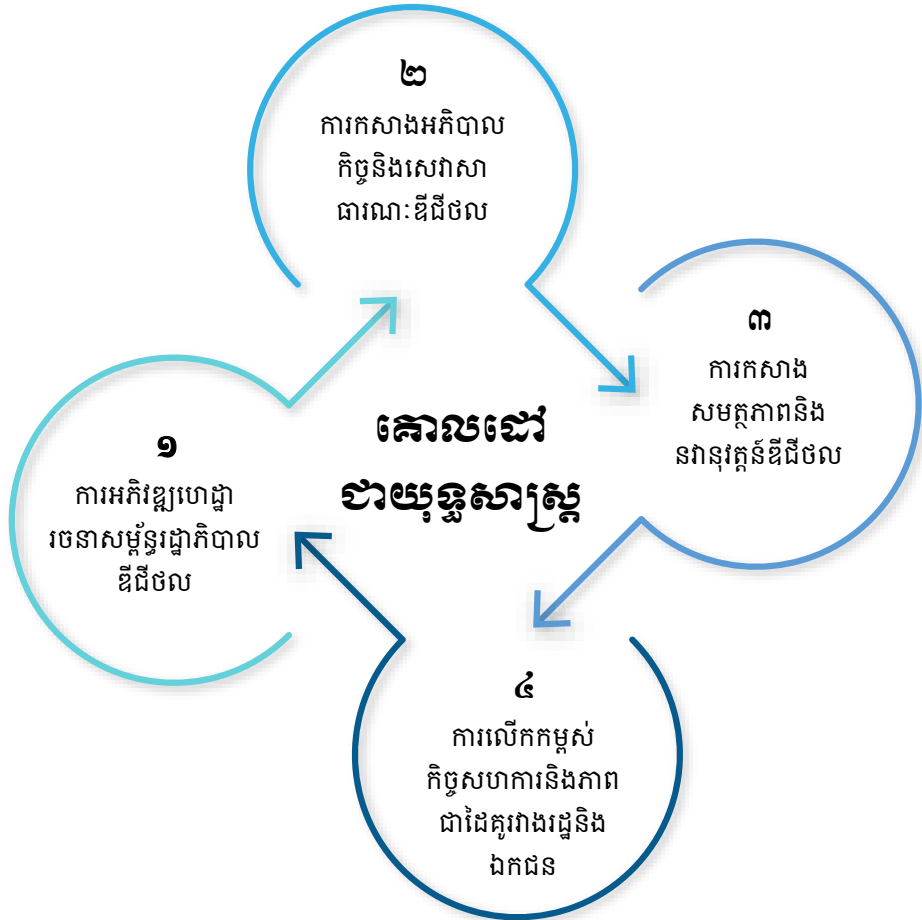 ២
ការកសាងអភិបាល
កិច្ចនិងសេវាសា
ធារណៈឌីជីថល
៣
ការកសាង
សមត្ថភាពនិង
នវានុវត្តន៍ឌីជីថល
គោលដៅ
ជាយុទ្ធសាស្ត្រ
១
ការអភិវឌ្ឍហេដ្ឋា
រចនាសម្ព័ន្ធរដ្ឋាភិបាល
ឌីជីថល
៤
ការលើកកម្ពស់
កិច្ចសហការនិងភាព
ជាដៃគូរវាងរដ្ឋនិង
ឯកជន